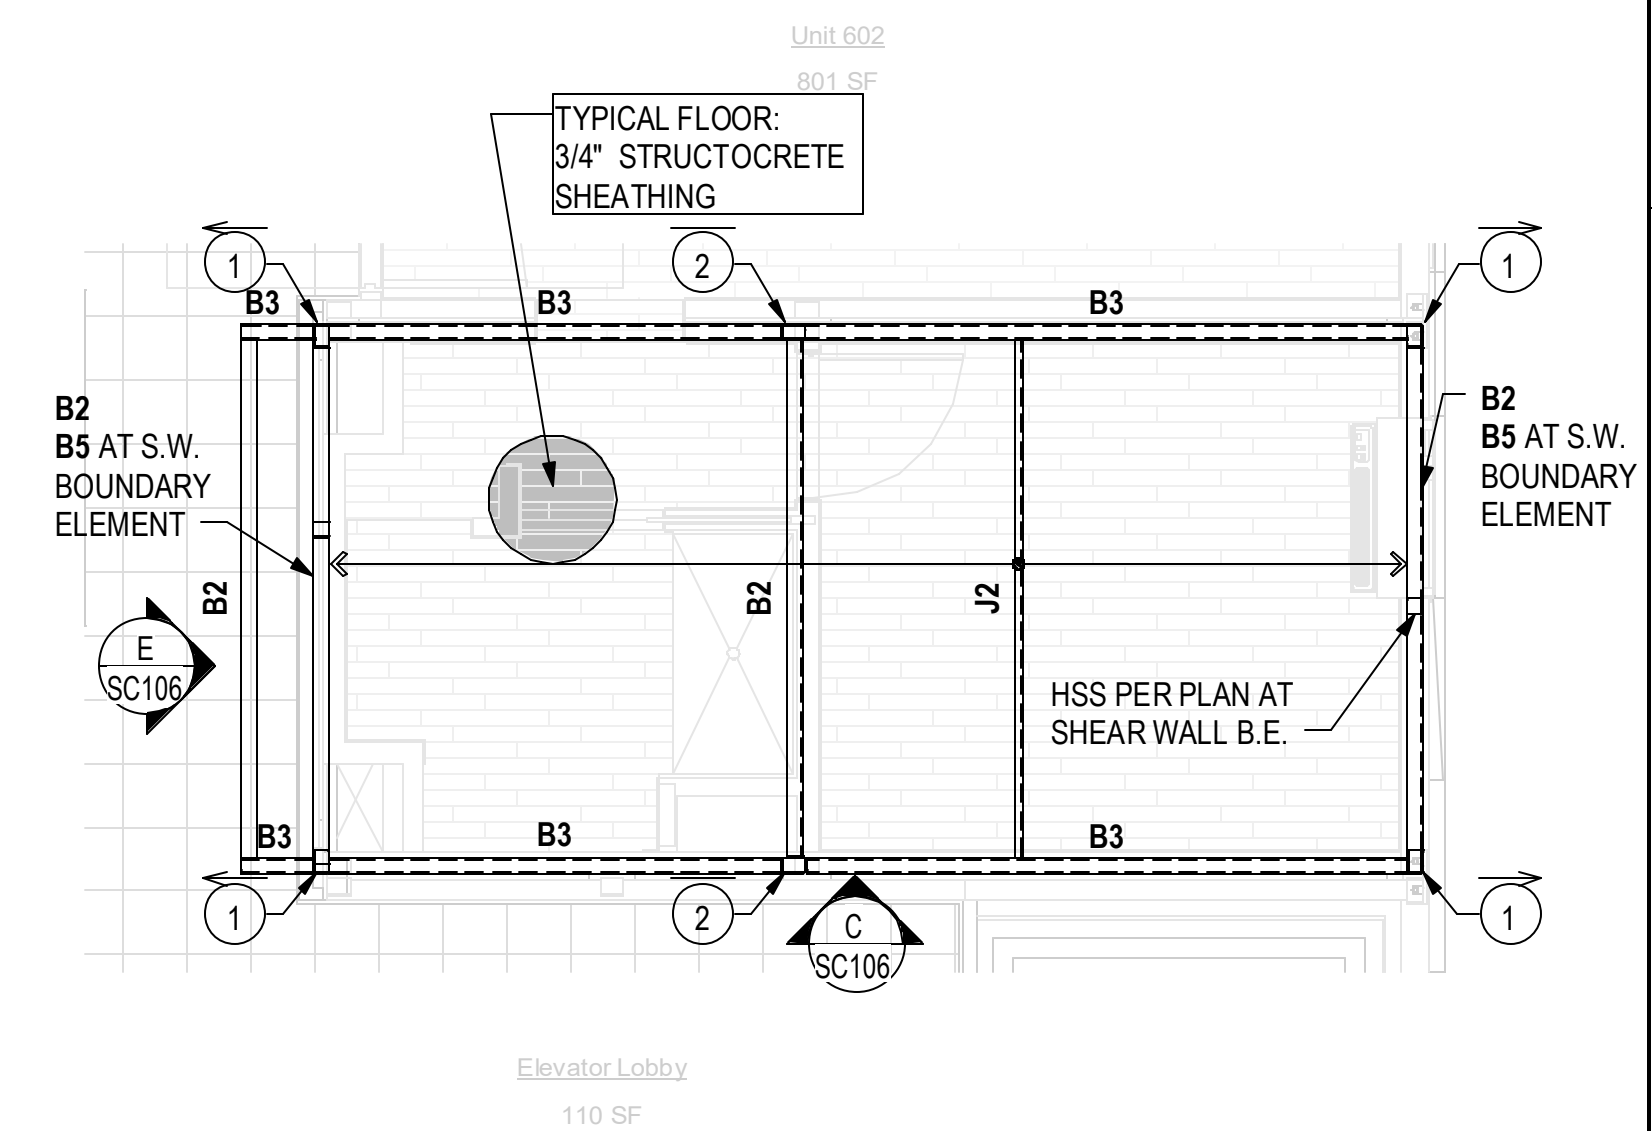 Unit 602
801 SF
TYPICAL FLOOR:
3/4" STRUCTOCRETE
SHEATHING
1
2
1
B3
B3
B3
B2
B5 AT S.W.
BOUNDARY
ELEMENT
B2
B5 AT S.W.
BOUNDARY
ELEMENT
B2
B2
J2
E
SC106
HSS PER PLAN AT
SHEAR WALL B.E.
B3
B3
B3
1
2
1
C
SC106
Elevator Lobby
110 SF